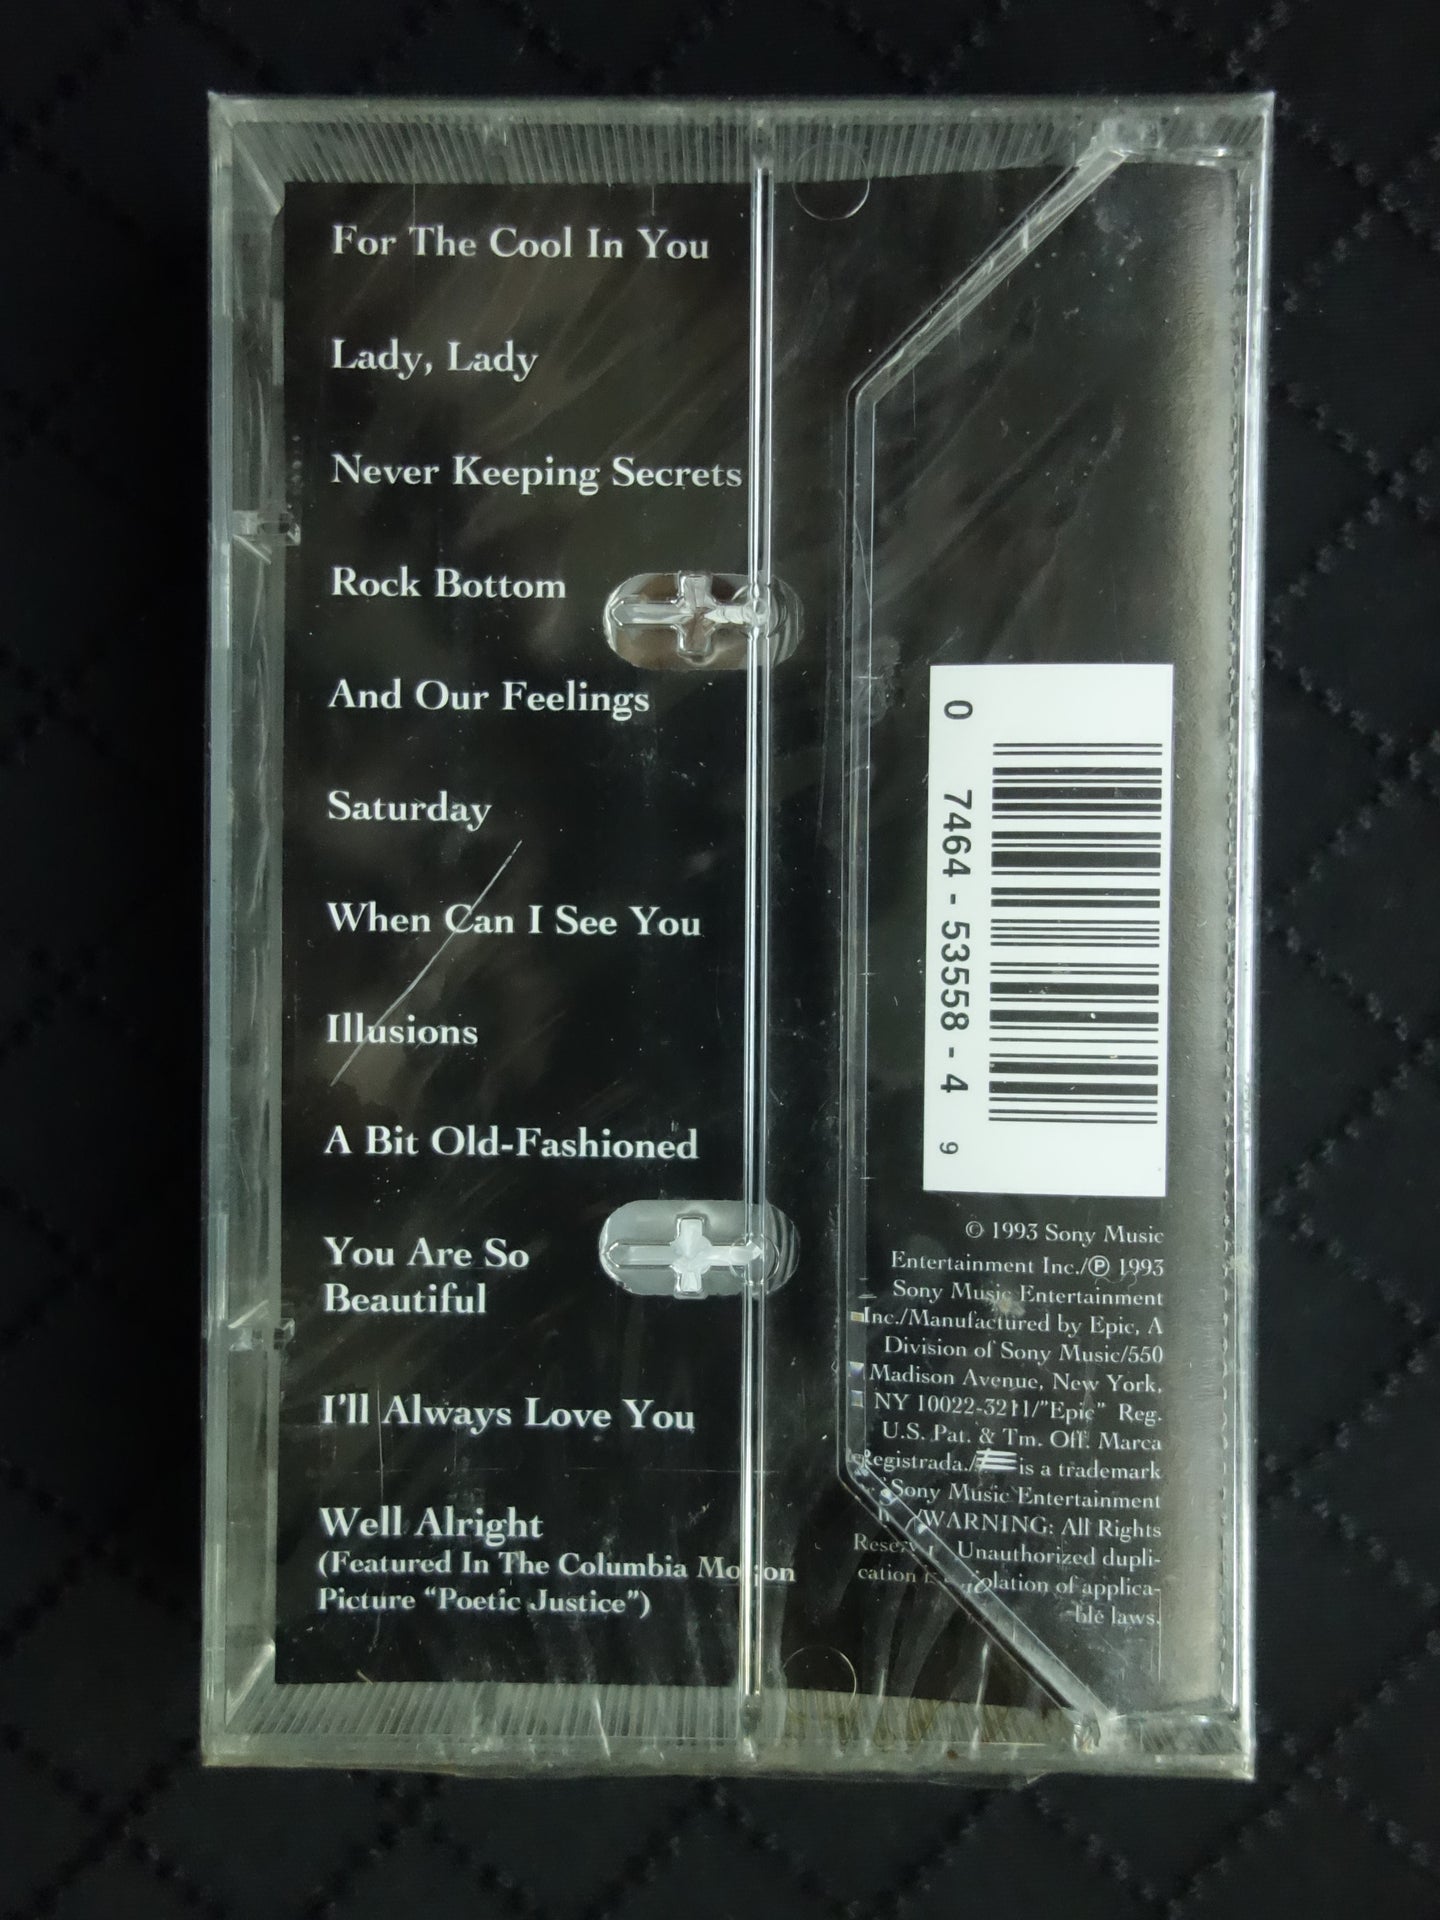 For The Cool In You
Lady, Lady
Never Keeping Secrets
Rock Bottom
And Our Feelings
Saturday
When Can I See You
Illusions
A Bit Old-Fashioned
You Are So
Beautiful
I'll Always Love You
Well Alright
(Featured In The Columbia Motion
Picture “Poetic Justice”)
0 7464 - 53558 - 4 9
© 1993 Sony Music
Entertainment Inc./℗ 1993
Sony Music Entertainment
Inc./Manufactured by Epic, A
Division of Sony Music/550
Madison Avenue, New York,
NY 10022-3211/"Epic" Reg.
U.S. Pat. & Tm. Off. Marca
Registrada./ is a trademark
Sony Music Entertainment
/WARNING: All Rights
Unauthorized dupli-
cation of applica-
ble laws.